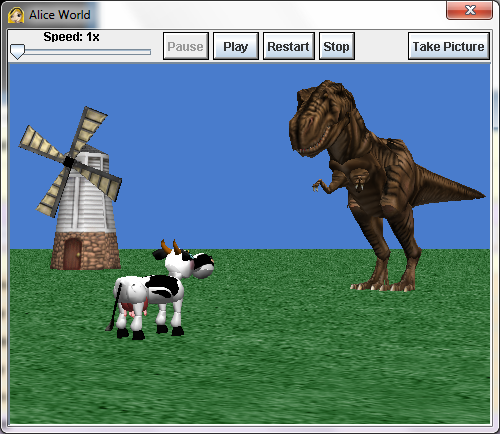 Alice World
Speed: 1x
Pause Play Restart Stop Take Picture